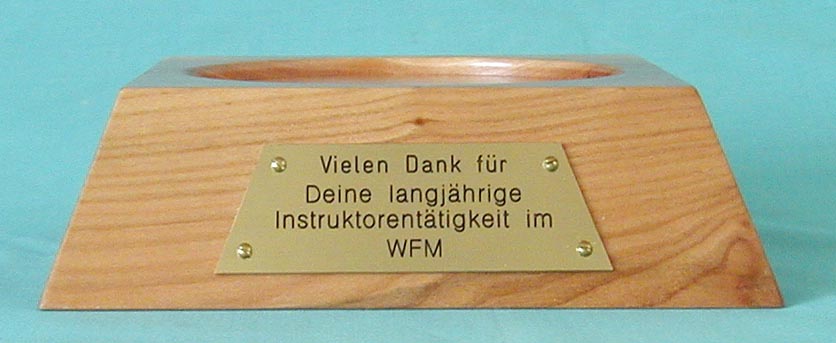 Vielen Dank für
Deine langjährige
Instruktorentätigkeit im
WFM